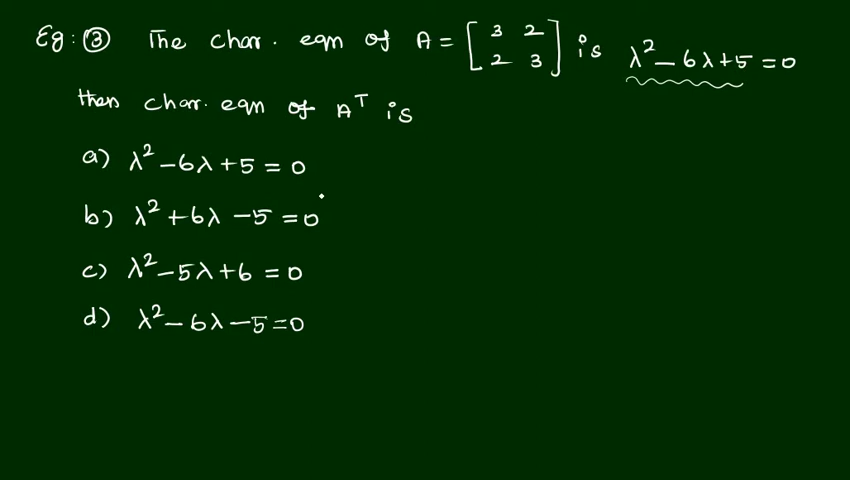 Eg: ③ The char. eqn of A = [3 2
2 3] is λ² - 6λ + 5 = 0
then char. eqn of Aᵀ is
a) λ² - 6λ + 5 = 0
b) λ² + 6λ - 5 = 0
c) λ² - 5λ + 6 = 0
d) λ² - 6λ - 5 = 0